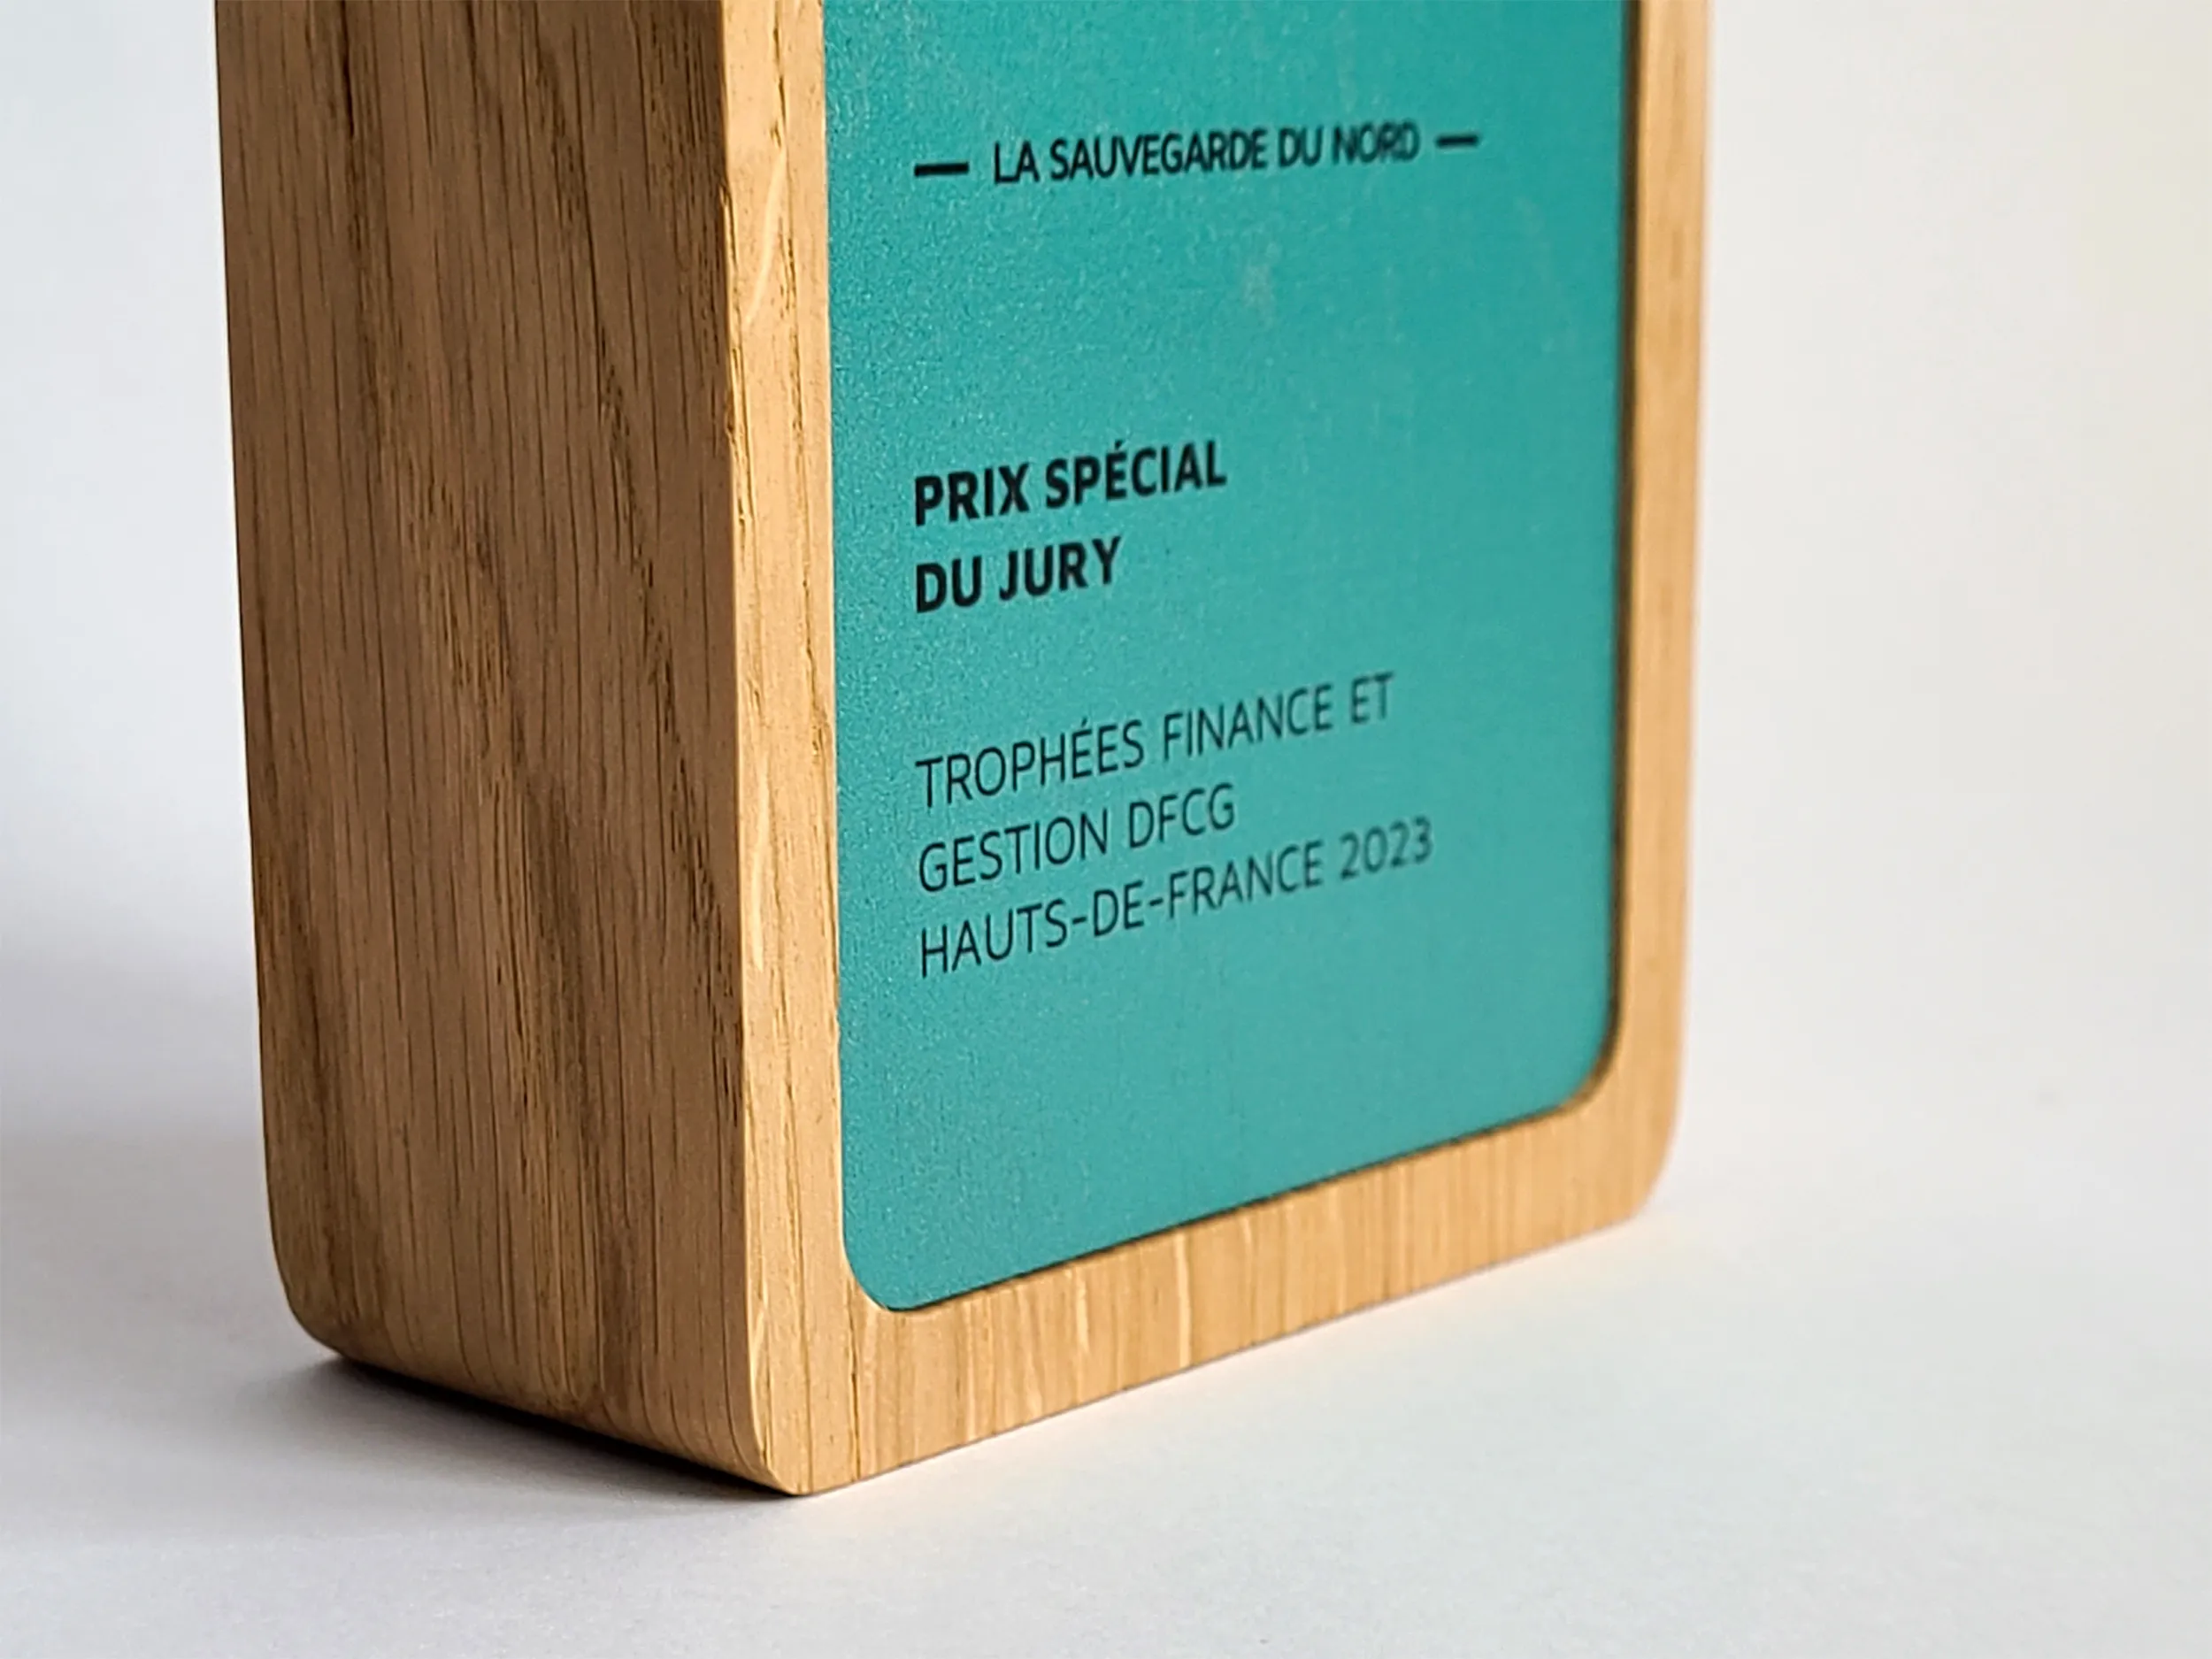 — LA SAUVEGARDE DU NORD —
PRIX SPÉCIAL
DU JURY
TROPHÉES FINANCE ET
GESTION DFCG
HAUTS-DE-FRANCE 2023